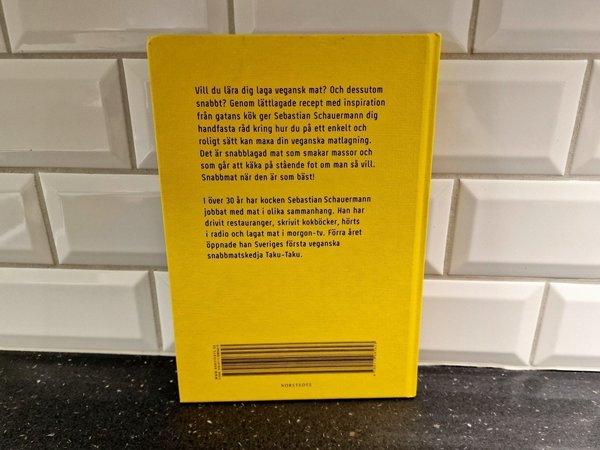 Vill du lära dig laga vegansk mat? Och dessutom
snabbt? Genom lättlagade recept med inspiration
från gatans kök ger Sebastian Schauermann dig
handfasta råd kring hur du på ett enkelt och
roligt sätt kan maxa din veganska matlagning.
Det är snabblagad mat som smakar massor och
som går att käka på stående fot om man så vill.
Snabbmat när den är som bäst!
I över 30 år har kocken Sebastian Schauermann
jobbat med mat i olika sammanhang. Han har
drivit restauranger, skrivit kokböcker, hörts
i radio och lagat mat i morgon-tv. Förra året
öppnade han Sveriges första veganska
snabbmatskedja Taku-Taku.
NORSTEDTS